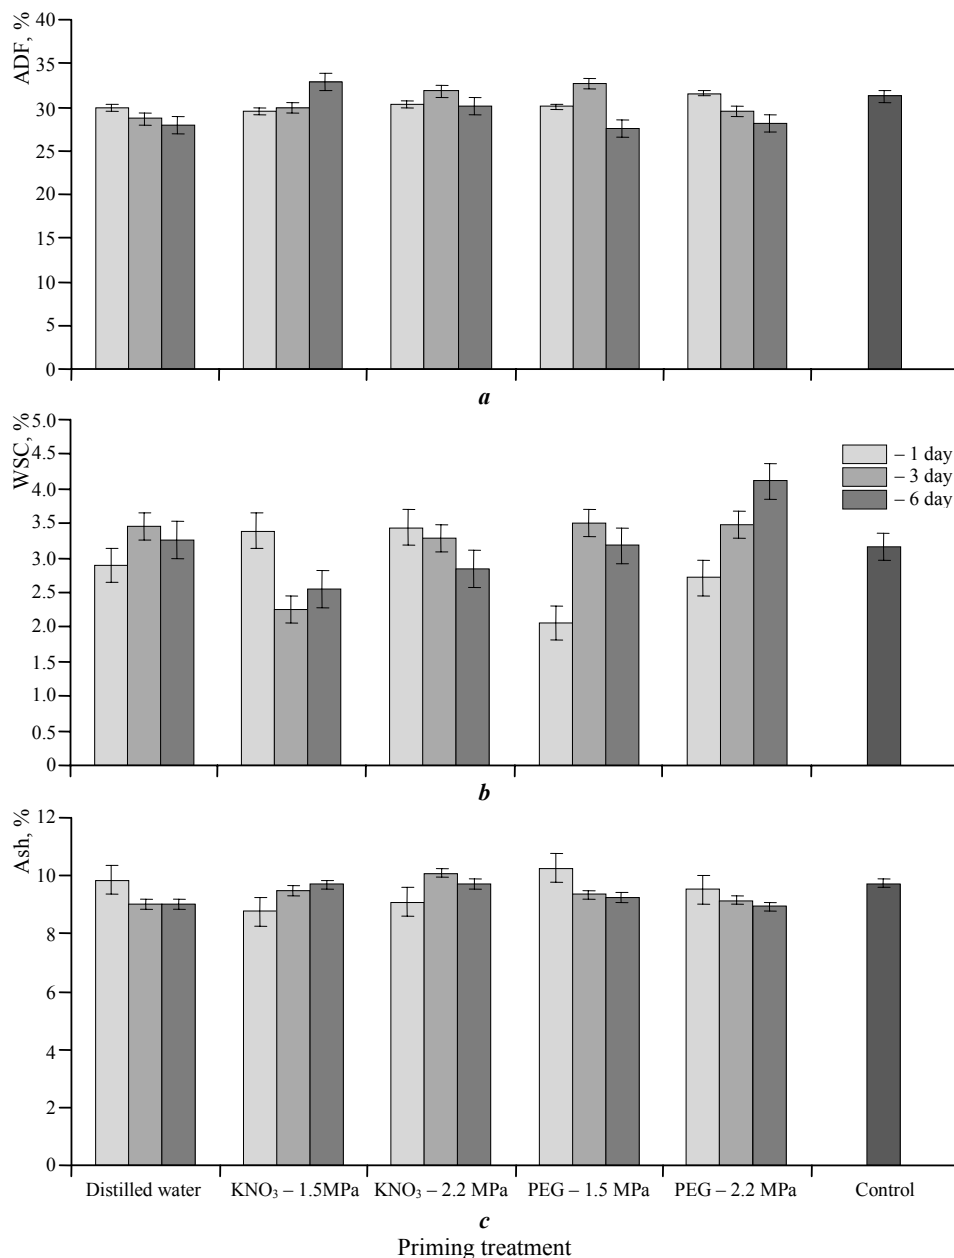 ADF, %
40
35
30
25
20
15
10
5
0
a
WSC, %
5.0
4.5
4.0
3.5
3.0
2.5
2.0
1.5
1.0
0.5
0
– 1 day
– 3 day
– 6 day
b
Ash, %
12
10
8
6
4
2
0
Distilled water KNO₃ – 1.5MPa KNO₃ – 2.2 MPa PEG – 1.5 MPa PEG – 2.2 MPa Control
c
Priming treatment